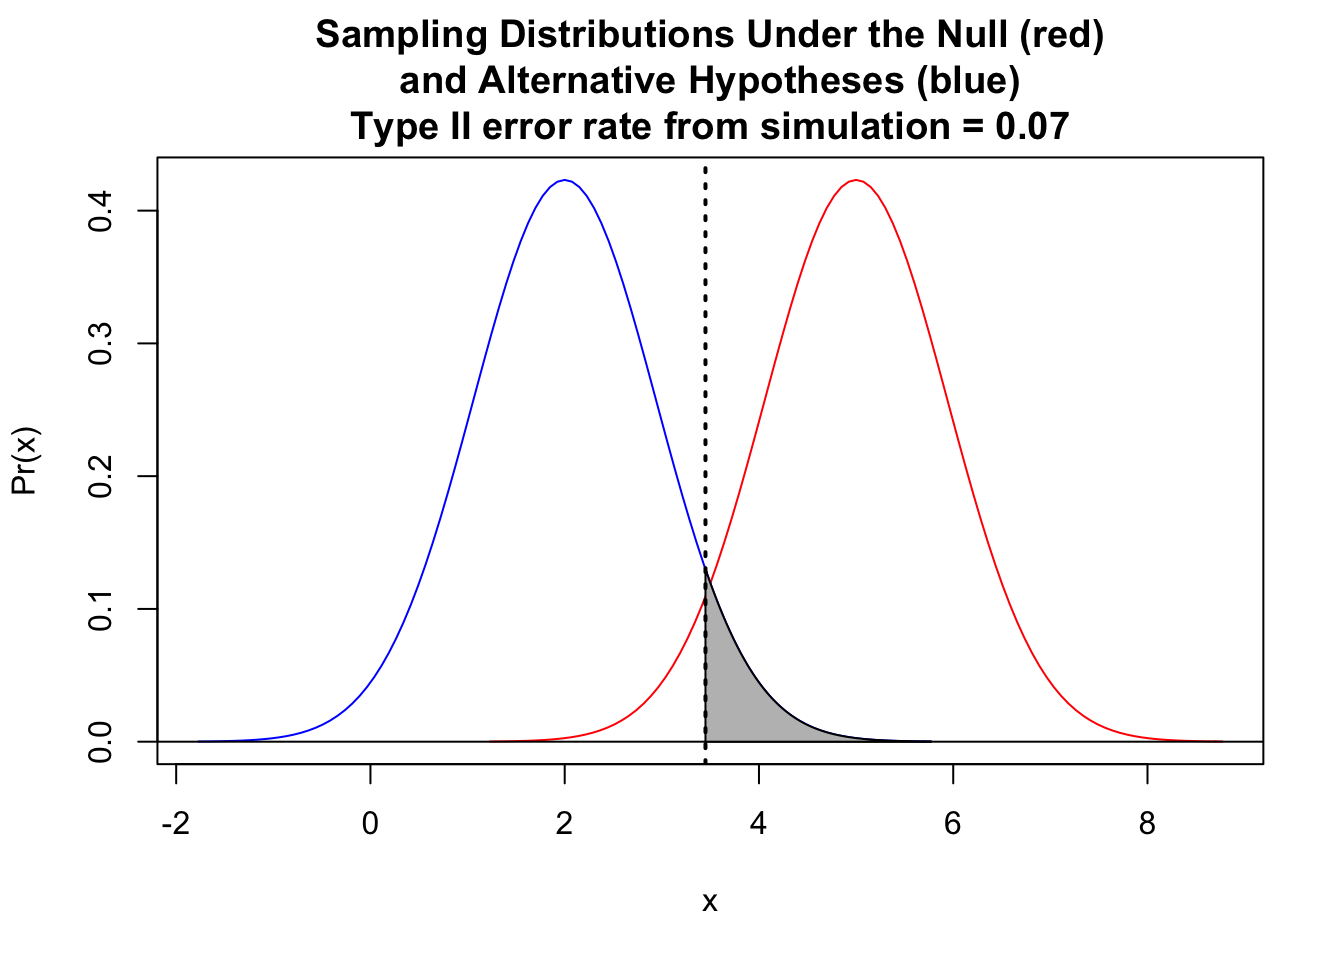 Sampling Distributions Under the Null (red)
and Alternative Hypotheses (blue)
Type II error rate from simulation = 0.07
0.4
0.3
0.2
0.1
0.0
Pr(x)
-2 0 2 4 6 8
x